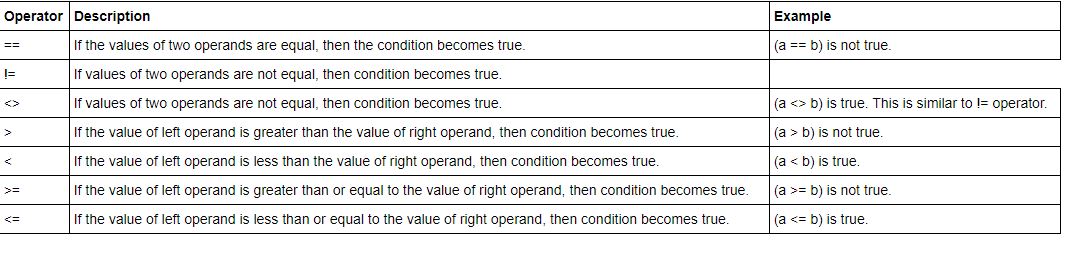 Operator Description Example
== If the values of two operands are equal, then the condition becomes true. (a == b) is not true.
!= If values of two operands are not equal, then condition becomes true.
<> If values of two operands are not equal, then condition becomes true. (a <> b) is true. This is similar to != operator.
> If the value of left operand is greater than the value of right operand, then condition becomes true. (a > b) is not true.
< If the value of left operand is less than the value of right operand, then condition becomes true. (a < b) is true.
>= If the value of left operand is greater than or equal to the value of right operand, then condition becomes true. (a >= b) is not true.
<= If the value of left operand is less than or equal to the value of right operand, then condition becomes true. (a <= b) is true.